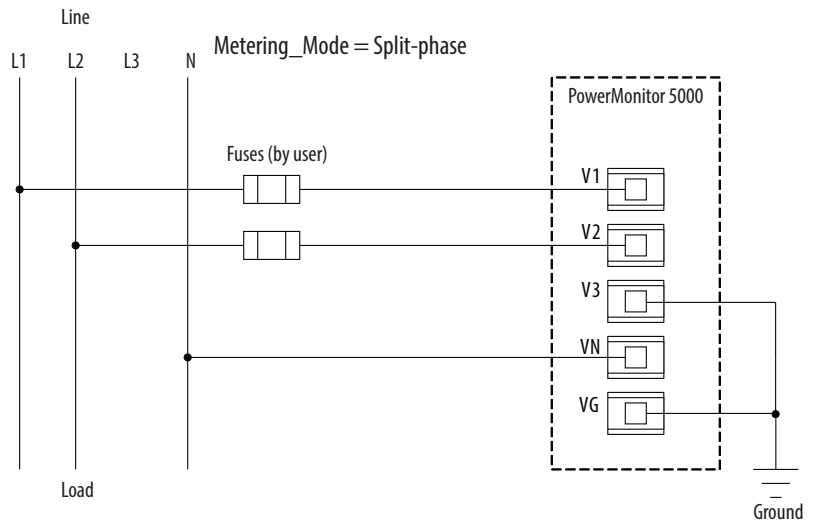 Line
L1 L2 L3 N
Metering_Mode = Split-phase
PowerMonitor 5000
Fuses (by user)
V1
V2
V3
VN
VG
Load
Ground